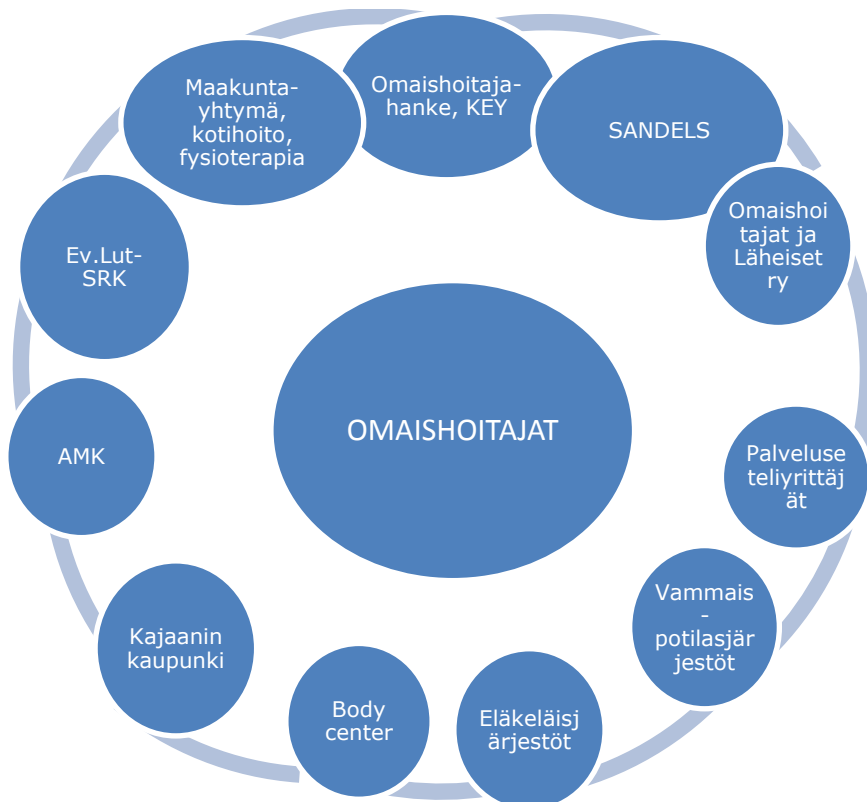 Maakunta-
yhtymä,
kotihoito,
fysioterapia
Omaishoitaja-
hanke, KEY
SANDELS
Omaishoi
tajat ja
Läheiset
ry
Ev.Lut-
SRK
OMAISHOITAJAT
AMK
Palveluse
teliyrittäj
ät
Vammais
-
potilasjär
jestöt
Kajaanin
kaupunki
Body
center
Eläkeläisj
ärjestöt